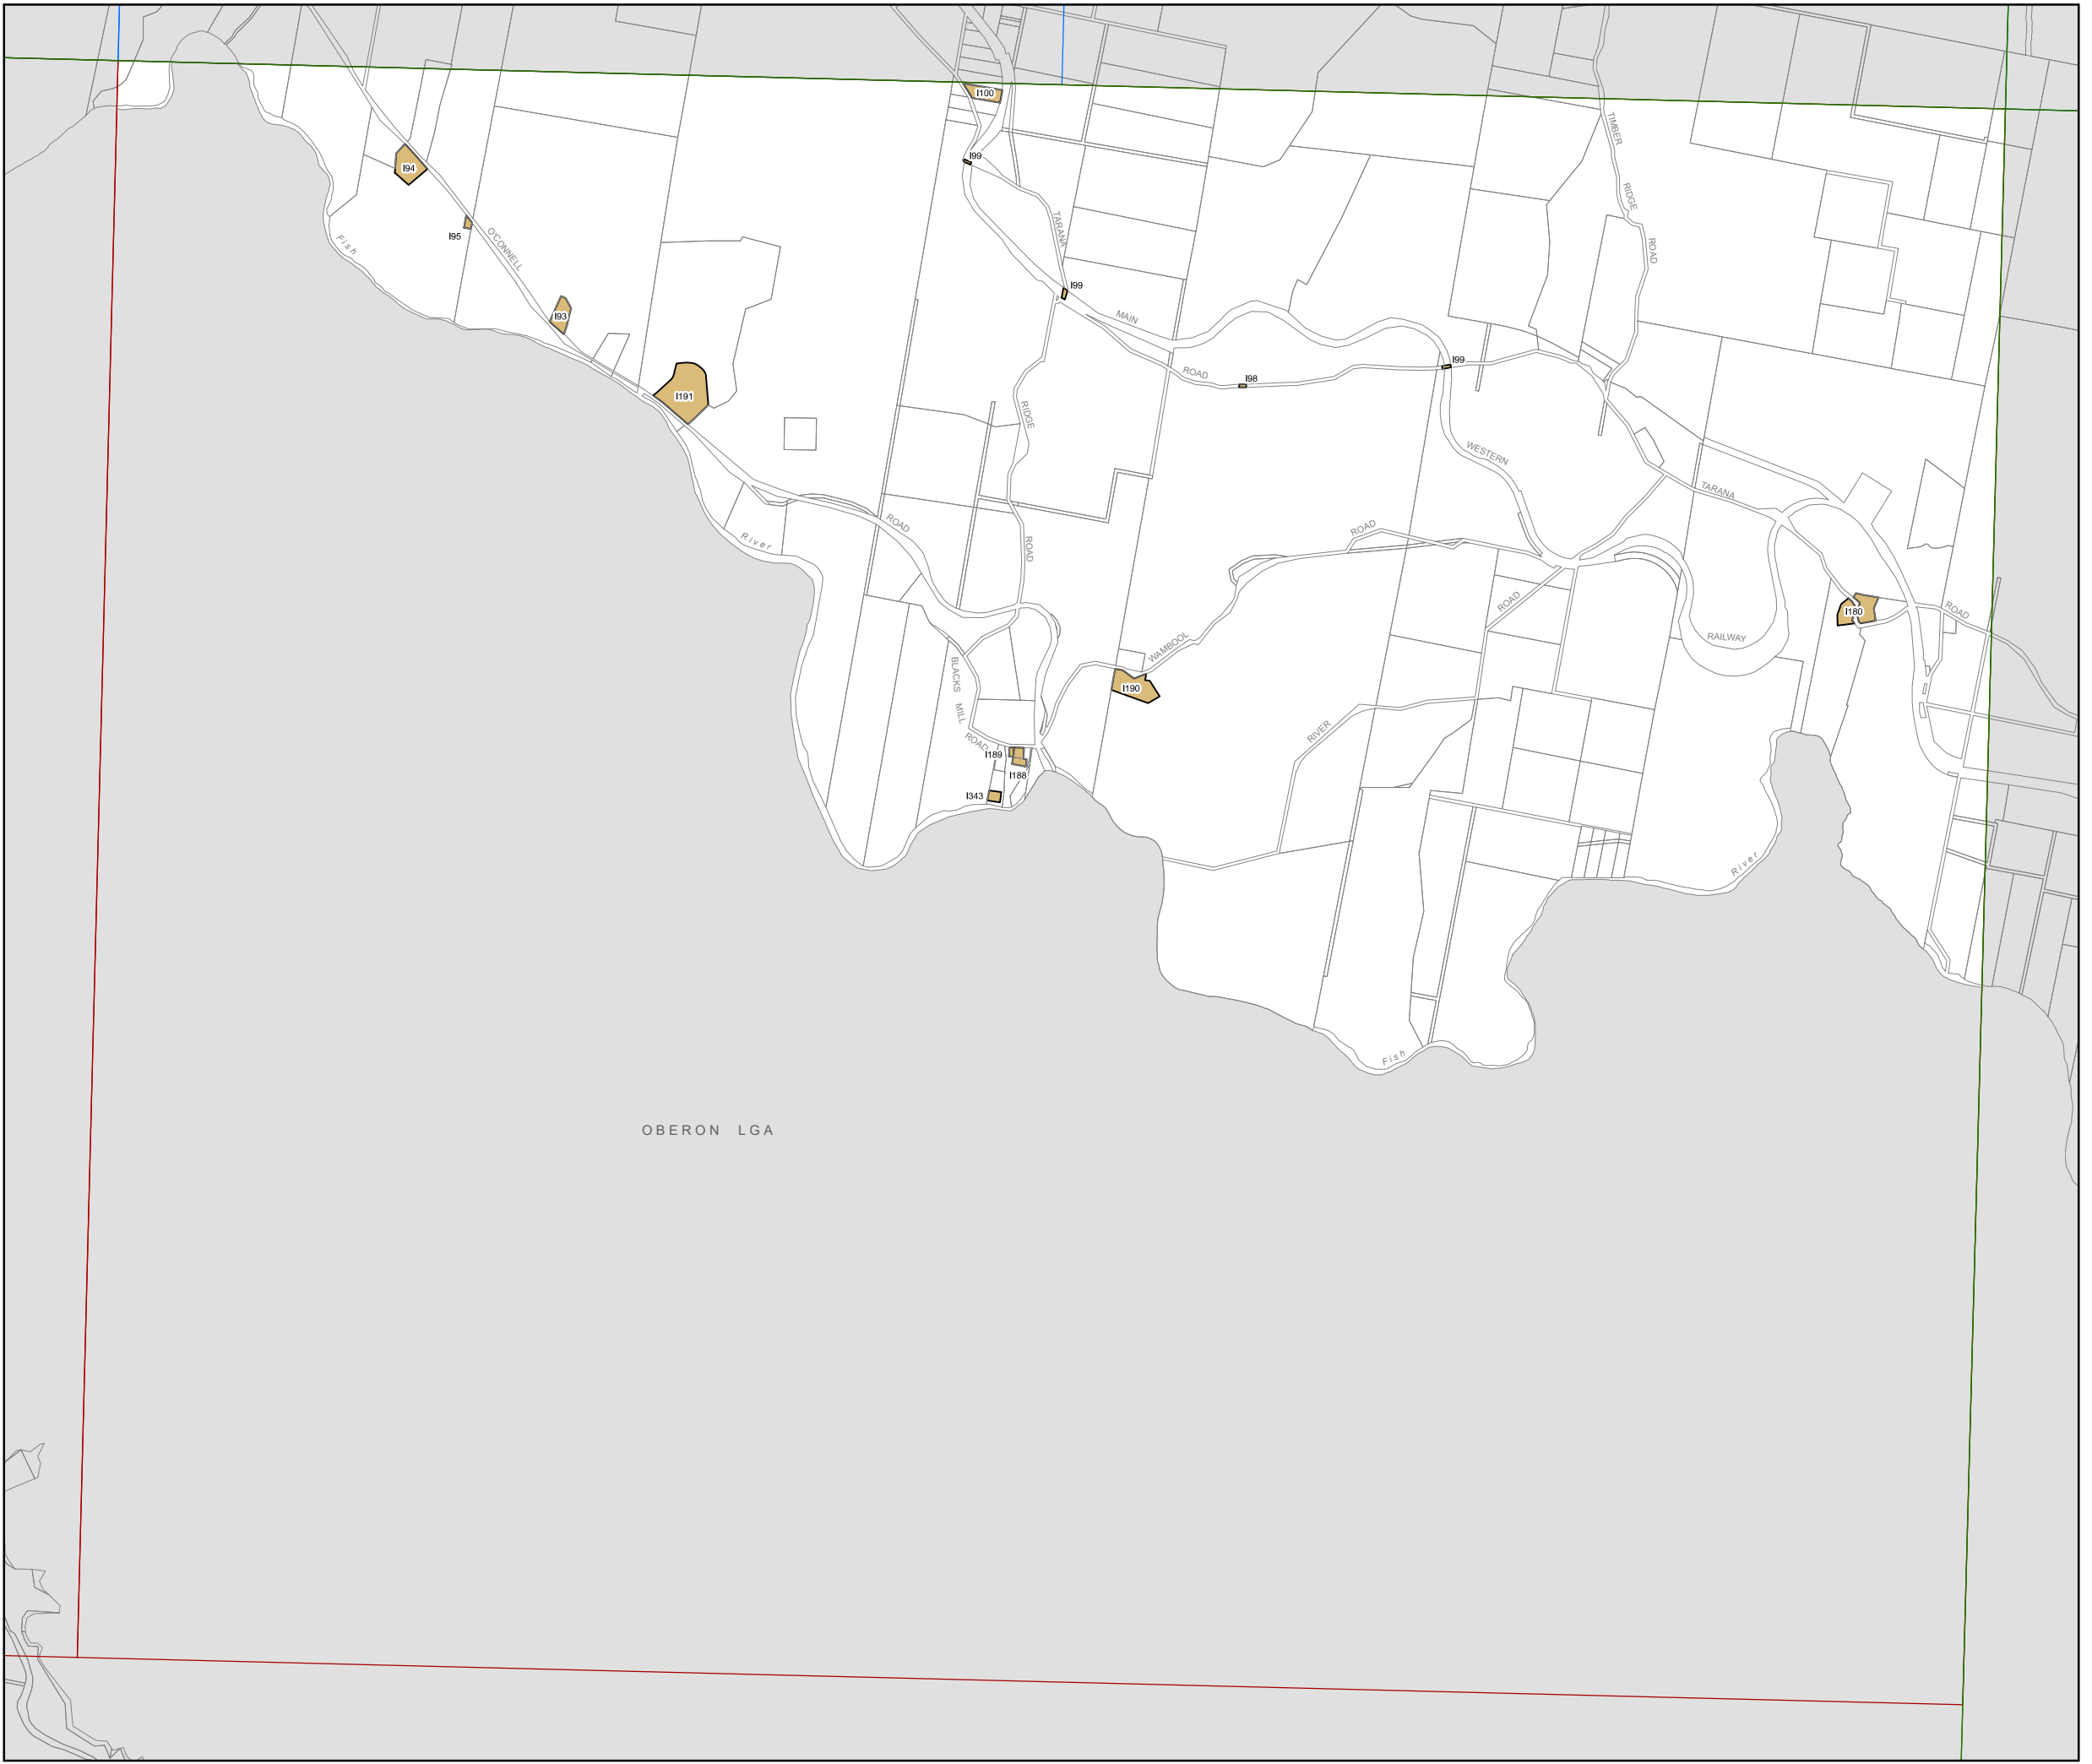 I100
TIMBER
I99
I94
RIDGE
TARANA
I95
O'CONNELL
Fish
ROAD
I99
I93
MAIN
I99
ROAD
I98
I191
RIDGE
WESTERN
TARANA
ROAD
ROAD
River
ROAD
ROAD
I180
ROAD
RAILWAY
WAMBOOL
BLACKS
I190
MILL
RIVER
ROAD
I189
I188
I343
River
Fish
OBERON LGA